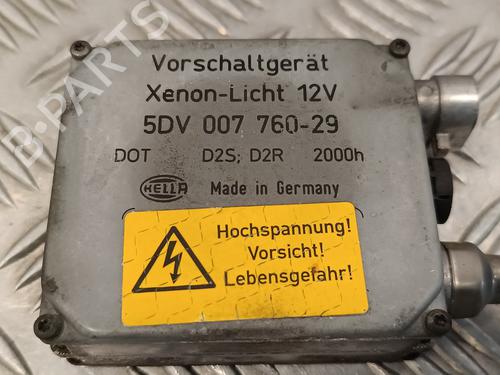 Vorschaltgerät
Xenon-Licht 12V
5DV 007 760-29
DOT D2S; D2R 2000h
HELLA Made in Germany
Hochspannung!
Vorsicht!
Lebensgefahr!